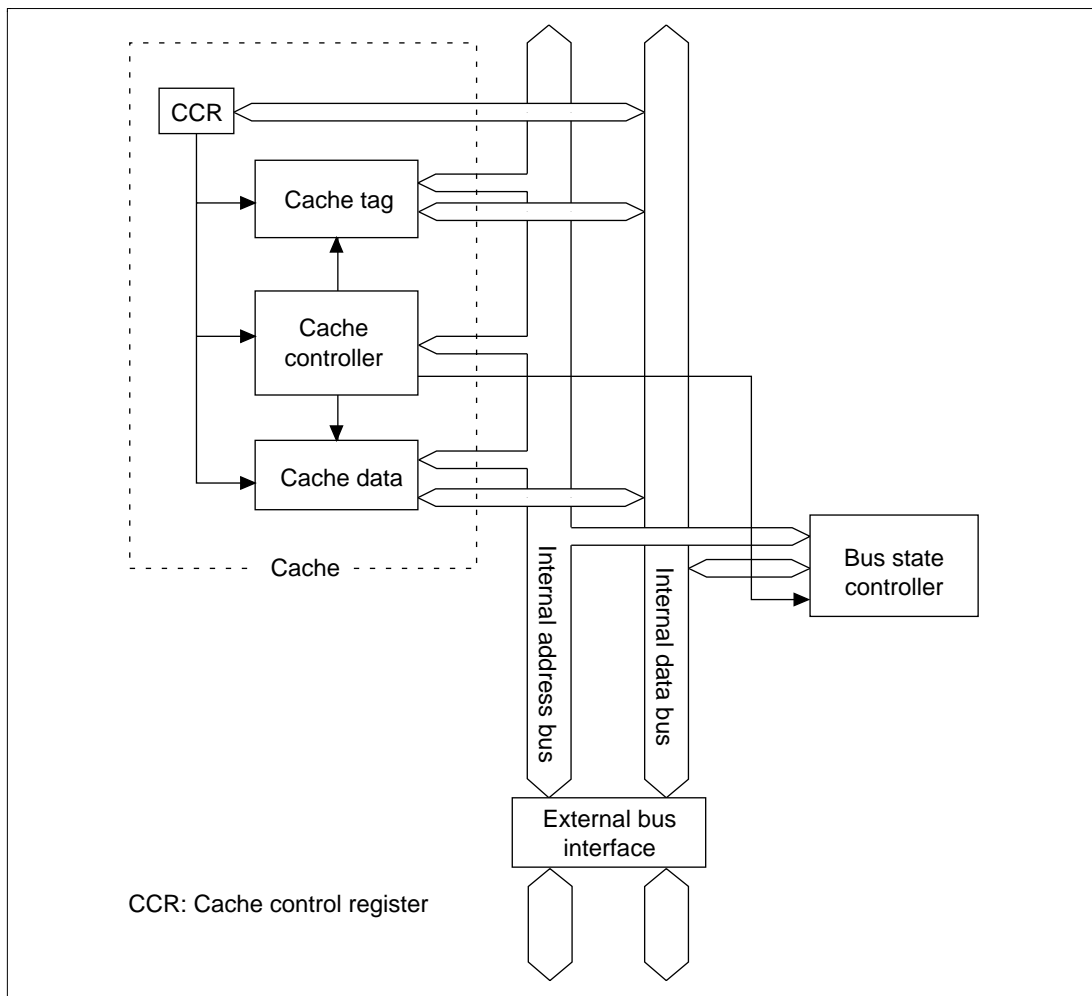 CCR
Cache tag
Cache
controller
Cache data
Cache
Internal address bus
Internal data bus
Bus state
controller
External bus
interface
CCR: Cache control register